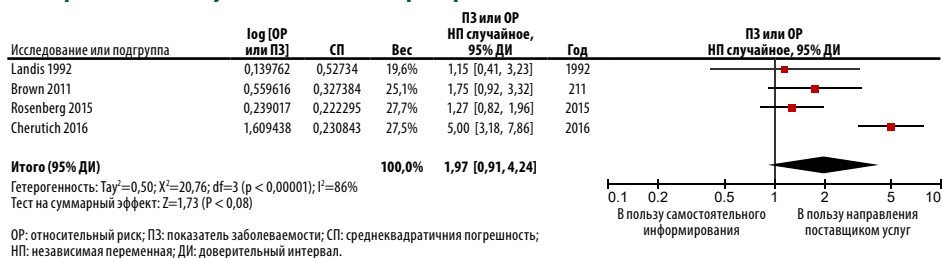 Исследование или подгруппа log [ОР или ПЗ] СП Вес ПЗ или ОР НП случайное, 95% ДИ Год ПЗ или ОР НП случайное, 95% ДИ
Landis 1992 0,139762 0,52734 19,6% 1,15 [0,41, 3,23] 1992
Brown 2011 0,559616 0,327384 25,1% 1,75 [0,92, 3,32] 211
Rosenberg 2015 0,239017 0,222295 27,7% 1,27 [0,82, 1,96] 2015
Cherutich 2016 1,609438 0,230843 27,5% 5,00 [3,18, 7,86] 2016
Итого (95% ДИ) 100,0% 1,97 [0,91, 4,24]
Гетерогенность: Тау²=0,50; X²=20,76; df=3 (p < 0,00001); I²=86%
Тест на суммарный эффект: Z=1,73 (P < 0,08)
0.1 0.2 0.5 1 2 5 10
В пользу самостоятельного информирования
В пользу направления поставщиком услуг
ОР: относительный риск; ПЗ: показатель заболеваемости; СП: среднеквадратичния погрешность;
НП: независимая переменная; ДИ: доверительный интервал.